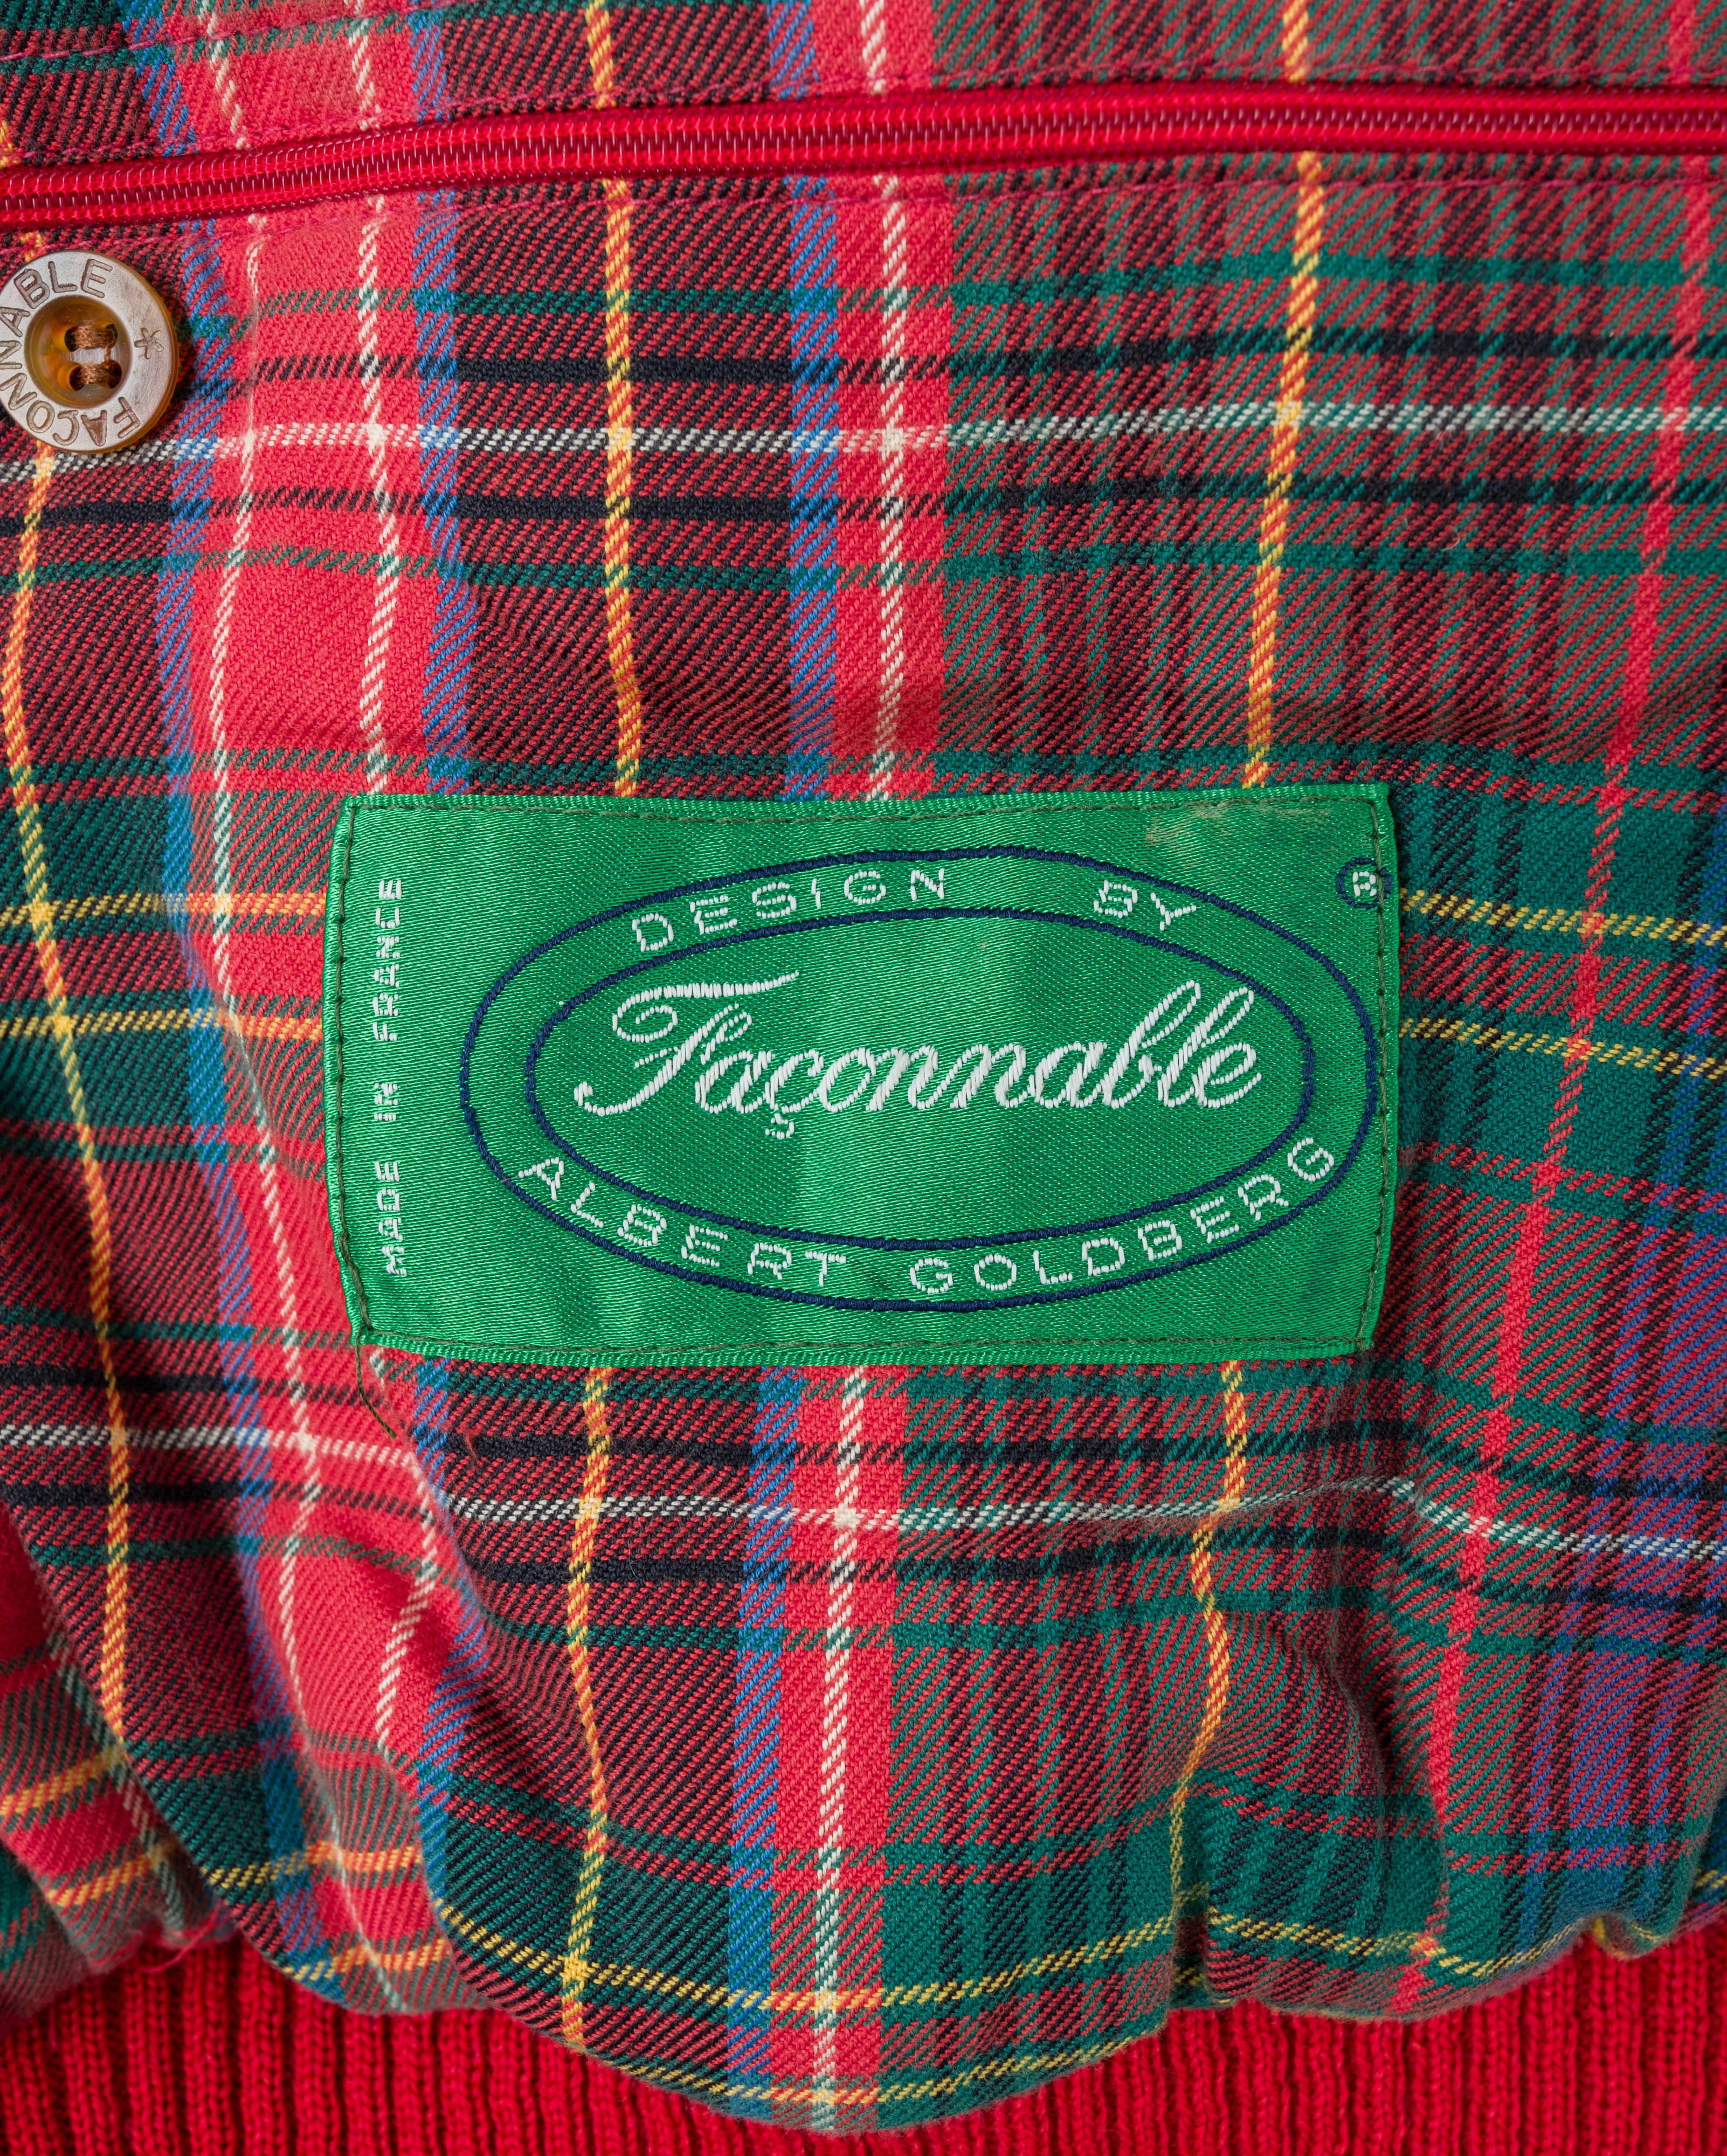 FAÇONNABLE *
DESIGN BY
®
Façonnable
ALBERT GOLDBERG
MADE IN FRANCE